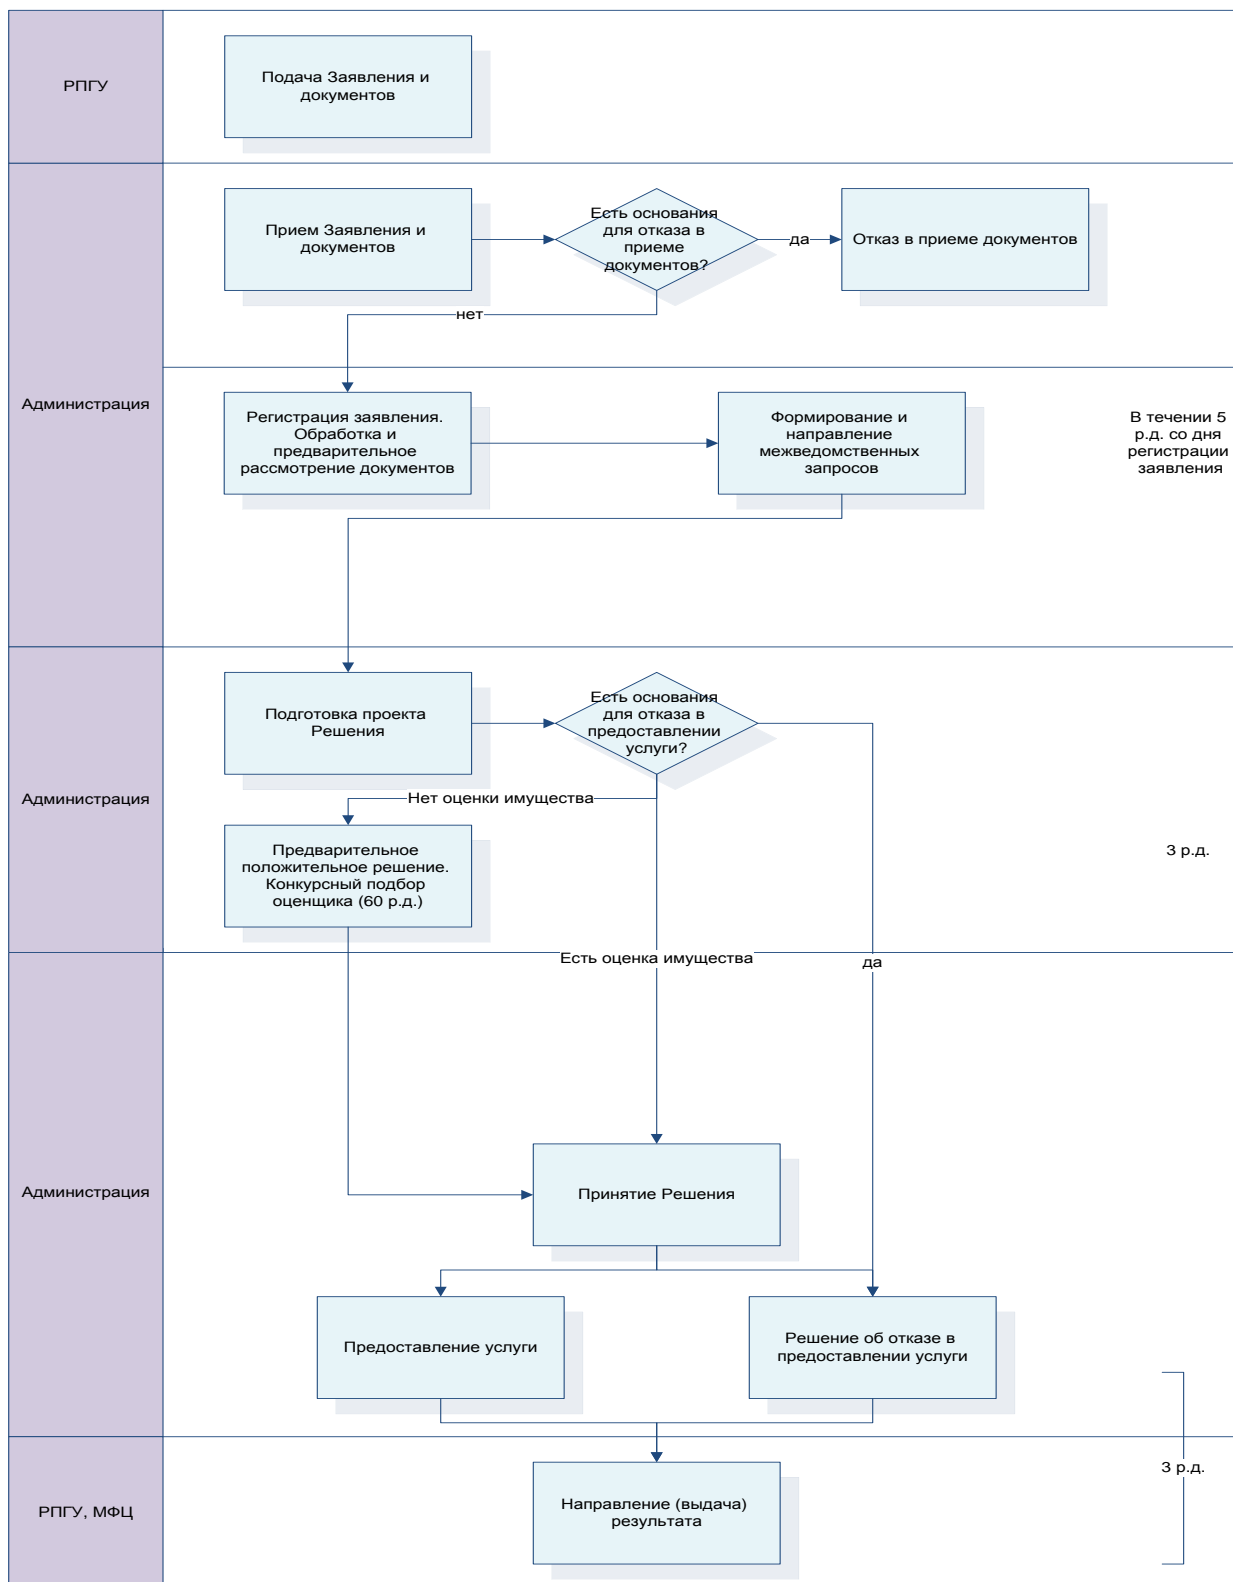 РПГУ
Подача Заявления и
документов
Прием Заявления и
документов
Есть основания
для отказа в
приеме
документов?
да
Отказ в приеме документов
нет
Администрация
Регистрация заявления.
Обработка и
предварительное
рассмотрение документов
Формирование и
направление
межведомственных
запросов
В течении 5
р.д. со дня
регистрации
заявления
Администрация
Подготовка проекта
Решения
Есть основания
для отказа в
предоставлении
услуги?
Нет оценки имущества
Предварительное
положительное решение.
Конкурсный подбор
оценщика (60 р.д.)
3 р.д.
Есть оценка имущества
да
Администрация
Принятие Решения
Предоставление услуги
Решение об отказе в
предоставлении услуги
3 р.д.
РПГУ, МФЦ
Направление (выдача)
результата